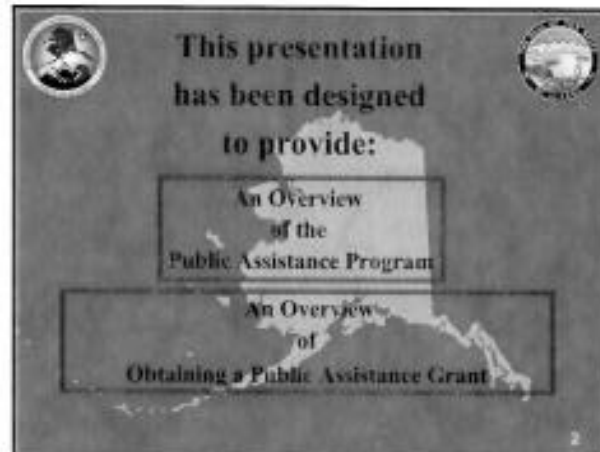 This presentation
has been designed
to provide:
An Overview
of the
Public Assistance Program
An Overview
of
Obtaining a Public Assistance Grant
2